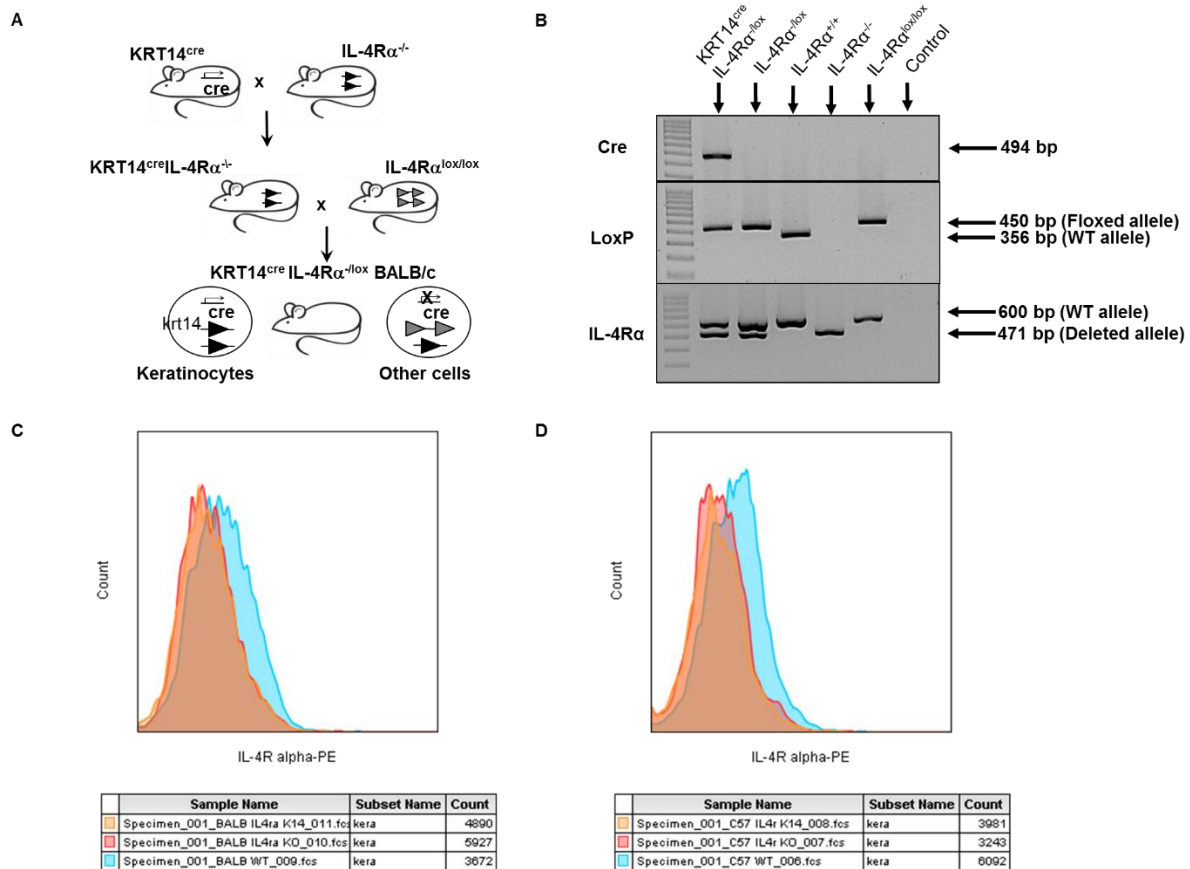 A
KRT14cre
IL-4Rα-/-
cre
x
KRT14creIL-4Rα-\-
IL-4Rαlox/lox
x
KRT14cre IL-4Rα-/lox BALB/c
cre
krt14
X
cre
Keratinocytes
Other cells
B
KRT14cre
IL-4Rα-/lox
IL-4Rα-/lox
IL-4Rα+/+
IL-4Rα-/-
IL-4Rαlox/lox
Control
Cre
494 bp
LoxP
450 bp (Floxed allele)
356 bp (WT allele)
IL-4Rα
600 bp (WT allele)
471 bp (Deleted allele)
C
Count
IL-4R alpha-PE
Sample Name Subset Name Count
Specimen_001_BALB IL4ra K14_011.fcs kera 4890
Specimen_001_BALB IL4ra KO_010.fcs kera 5927
Specimen_001_BALB WT_009.fcs kera 3672
D
Count
IL-4R alpha-PE
Sample Name Subset Name Count
Specimen_001_C57 IL4r K14_008.fcs kera 3981
Specimen_001_C57 IL4r KO_007.fcs kera 3243
Specimen_001_C57 WT_006.fcs kera 6092